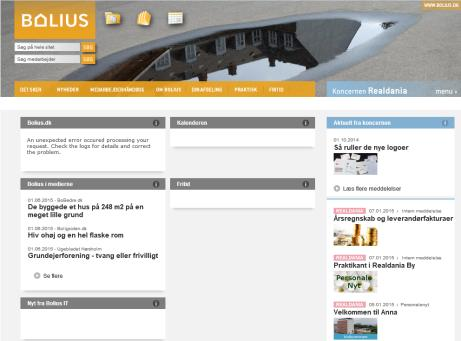 WWW.BOLIUS.DK
BOLIUS
Søg på hele sitet
SØG
Søg medarbejder
SØG
DET SKER
NYHEDER
MEDARBEJDERHÅNDBOG
OM BOLIUS
DIN AFDELING
PRAKTISK
FRITID
Koncernen Realdania
menu
Bolius.dk
An unexpected error occured processing your
request. Check the logs for details and correct
the problem.
Bolius i medierne
01.06.2015 - BoBedre.dk
De byggede et hus på 248 m2 på en
meget lille grund
01.06.2015 - Boligsiden.dk
Hiv ohøj og en hel flaske rom
01.06.2015 - Ugebladet Hørsholm
Grundejerforening - tvang eller frivilligt
Se flere
Nyt fra Bolius IT
Kalenderen
Fritid
Aktuelt fra koncernen
01.10.2014
Så ruller de nye logoer
Læs flere meddelelser
REALDANIA 07.01.2015 Intern meddelelse
Årsregnskab og leverandørfakturaer
REALDANIA 07.01.2015 Intern meddelelse
Praktikant i Realdania By
Personale
Nyt
REALDANIA 05.01.2015 Personalenyt
Velkommen til Anna